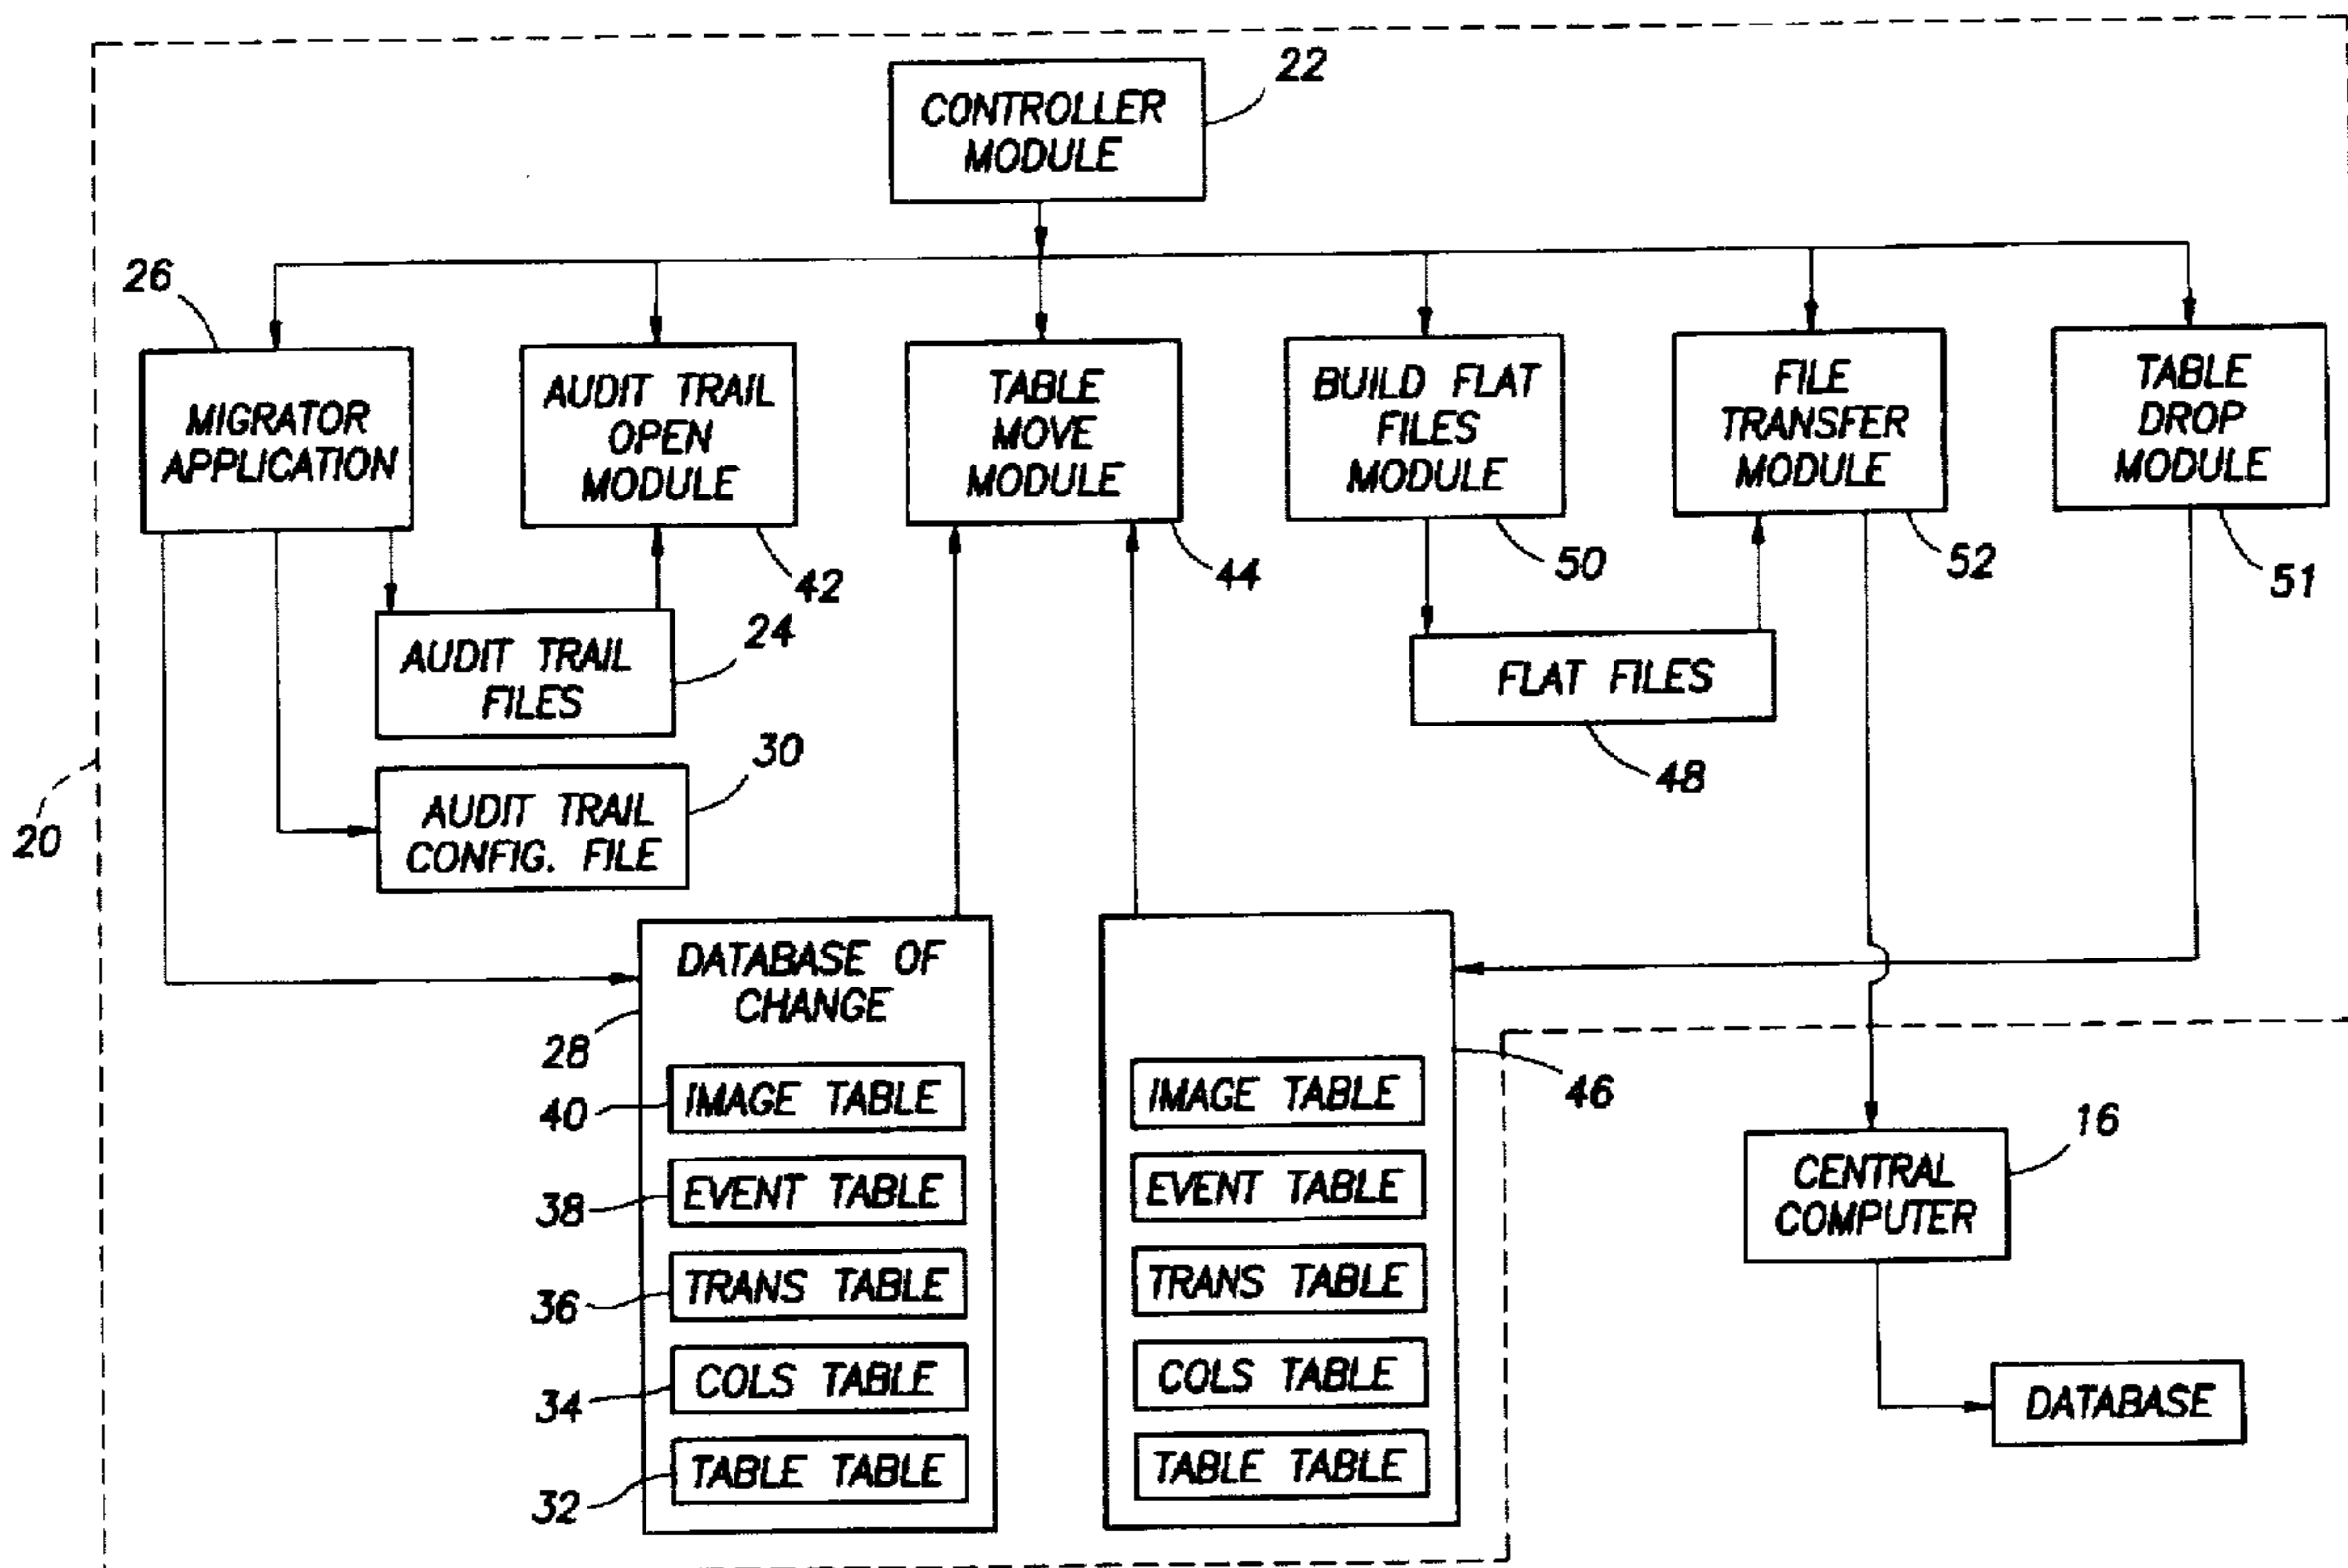 CONTROLLER
MODULE
22
26
MIGRATOR
APPLICATION
AUDIT TRAIL
OPEN
MODULE
42
TABLE
MOVE
MODULE
44
BUILD FLAT
FILES
MODULE
50
FILE
TRANSFER
MODULE
52
TABLE
DROP
MODULE
51
AUDIT TRAIL
FILES
24
FLAT FILES
48
AUDIT TRAIL
CONFIG. FILE
30
20
DATABASE OF
CHANGE
28
IMAGE TABLE
40
EVENT TABLE
38
TRANS TABLE
36
COLS TABLE
34
TABLE TABLE
32
46
IMAGE TABLE
EVENT TABLE
TRANS TABLE
COLS TABLE
TABLE TABLE
CENTRAL
COMPUTER
16
DATABASE